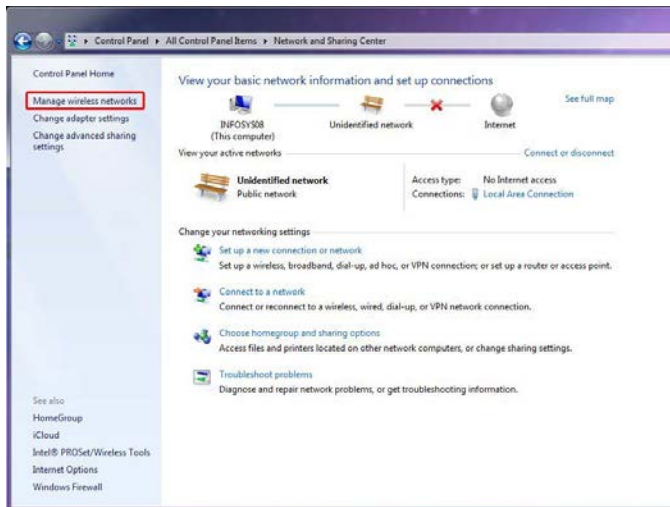 Control Panel ▸ All Control Panel Items ▸ Network and Sharing Center
Control Panel Home
Manage wireless networks
Change adapter settings
Change advanced sharing
settings
See also
HomeGroup
iCloud
Intel® PROSet/Wireless Tools
Internet Options
Windows Firewall
View your basic network information and set up connections
See full map
INFOSYS08
(This computer)
Unidentified network
Internet
View your active networks
Connect or disconnect
Unidentified network
Public network
Access type: No Internet access
Connections: Local Area Connection
Change your networking settings
Set up a new connection or network
Set up a wireless, broadband, dial-up, ad hoc, or VPN connection; or set up a router or access point.
Connect to a network
Connect or reconnect to a wireless, wired, dial-up, or VPN network connection.
Choose homegroup and sharing options
Access files and printers located on other network computers, or change sharing settings.
Troubleshoot problems
Diagnose and repair network problems, or get troubleshooting information.